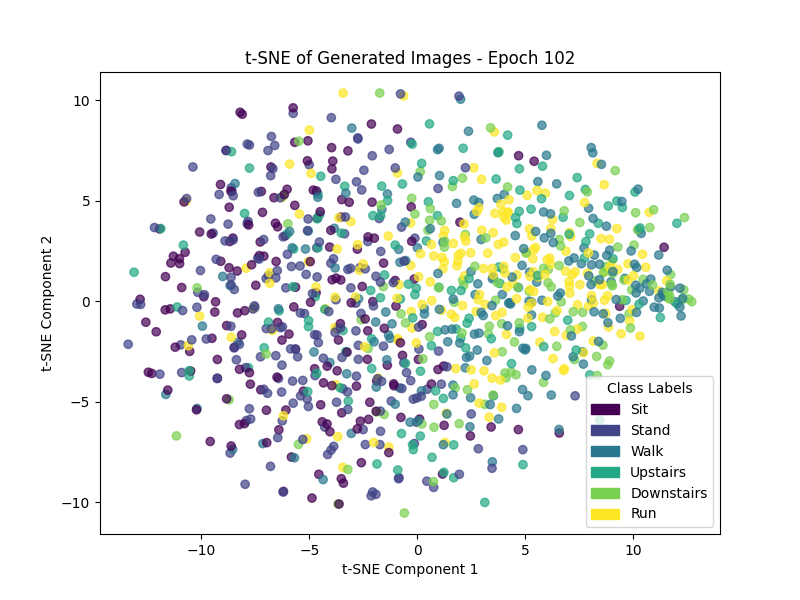 t-SNE of Generated Images - Epoch 102
10
5
0
−5
−10
t-SNE Component 2
−10
−5
0
5
10
t-SNE Component 1
Class Labels
Sit
Stand
Walk
Upstairs
Downstairs
Run